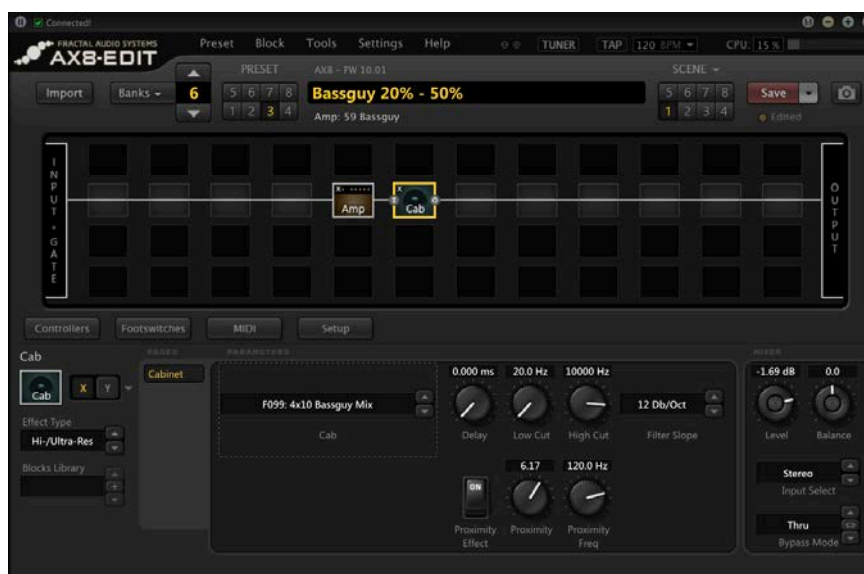 Connected!
FRACTAL AUDIO SYSTEMS
AX8-EDIT
Preset Block Tools Settings Help
TUNER TAP 120 BPM CPU: 15 %
PRESET AX8 - FW 10.01 SCENE
Import Banks 6 5 6 7 8 Bassguy 20% - 50% 5 6 7 8 Save
1 2 3 4 Amp: 59 Bassguy 1 2 3 4 Edited
INPUT • GATE
X
Amp
X
Cab
OUTPUT
Controllers Footswitches MIDI Setup
Cab PAGES PARAMETERS MIXER
Cab X Y Cabinet
0.000 ms 20.0 Hz 10000 Hz -1.69 dB 0.0
F099: 4x10 Bassguy Mix 12 Db/Oct
Cab Delay Low Cut High Cut Filter Slope Level Balance
Effect Type
Hi-/Ultra-Res
Blocks Library
6.17 120.0 Hz
ON
Proximity Effect Proximity Proximity Freq
Stereo
Input Select
Thru
Bypass Mode